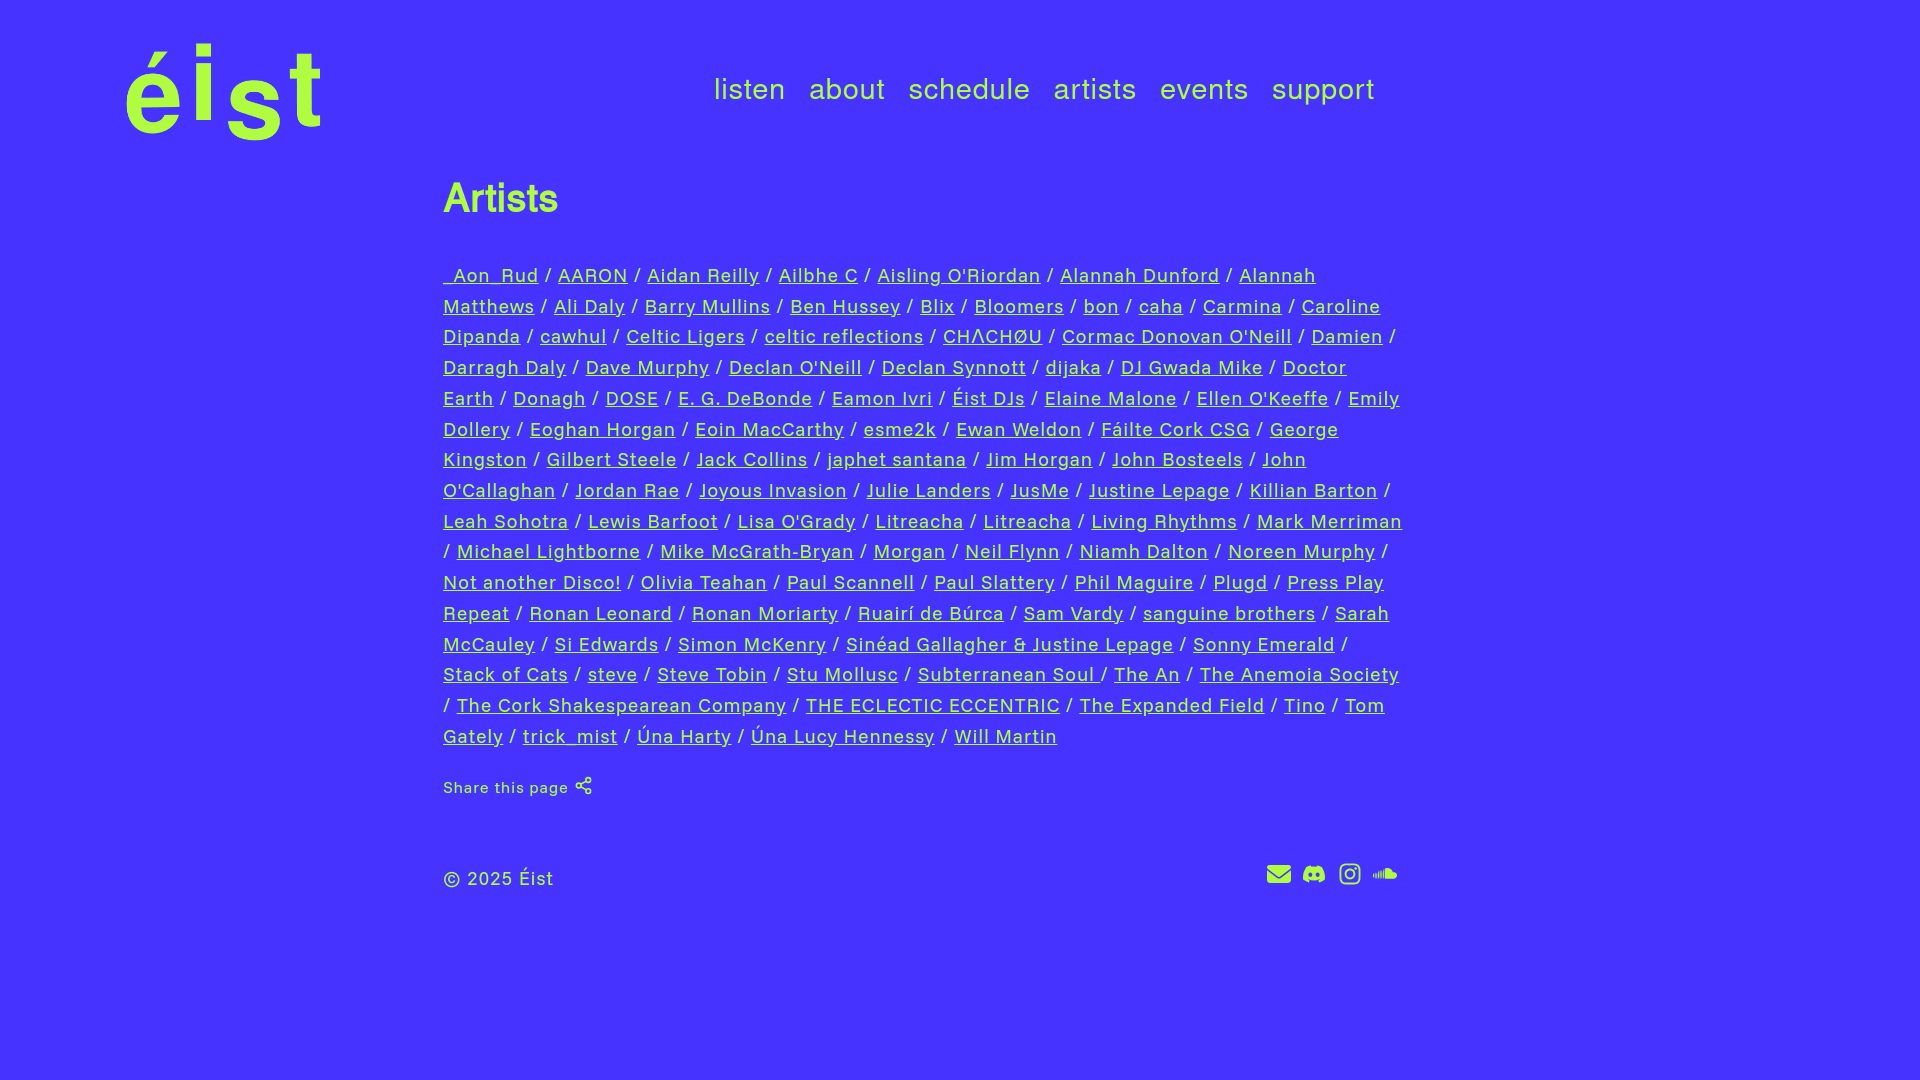 éist
listen about schedule artists events support
Artists
_Aon_Rud / AARON / Aidan Reilly / Ailbhe C / Aisling O'Riordan / Alannah Dunford / Alannah
Matthews / Ali Daly / Barry Mullins / Ben Hussey / Blix / Bloomers / bon / caha / Carmina / Caroline
Dipanda / cawhul / Celtic Ligers / celtic reflections / CHΛCHØU / Cormac Donovan O'Neill / Damien /
Darragh Daly / Dave Murphy / Declan O'Neill / Declan Synnott / dijaka / DJ Gwada Mike / Doctor
Earth / Donagh / DOSE / E. G. DeBonde / Eamon Ivri / Éist DJs / Elaine Malone / Ellen O'Keeffe / Emily
Dollery / Eoghan Horgan / Eoin MacCarthy / esme2k / Ewan Weldon / Fáilte Cork CSG / George
Kingston / Gilbert Steele / Jack Collins / japhet santana / Jim Horgan / John Bosteels / John
O'Callaghan / Jordan Rae / Joyous Invasion / Julie Landers / JusMe / Justine Lepage / Killian Barton /
Leah Sohotra / Lewis Barfoot / Lisa O'Grady / Litreacha / Litreacha / Living Rhythms / Mark Merriman
/ Michael Lightborne / Mike McGrath-Bryan / Morgan / Neil Flynn / Niamh Dalton / Noreen Murphy /
Not another Disco! / Olivia Teahan / Paul Scannell / Paul Slattery / Phil Maguire / Plugd / Press Play
Repeat / Ronan Leonard / Ronan Moriarty / Ruairí de Búrca / Sam Vardy / sanguine brothers / Sarah
McCauley / Si Edwards / Simon McKenry / Sinéad Gallagher & Justine Lepage / Sonny Emerald /
Stack of Cats / steve / Steve Tobin / Stu Mollusc / Subterranean Soul / The An / The Anemoia Society
/ The Cork Shakespearean Company / THE ECLECTIC ECCENTRIC / The Expanded Field / Tino / Tom
Gately / trick_mist / Úna Harty / Úna Lucy Hennessy / Will Martin
Share this page
© 2025 Éist